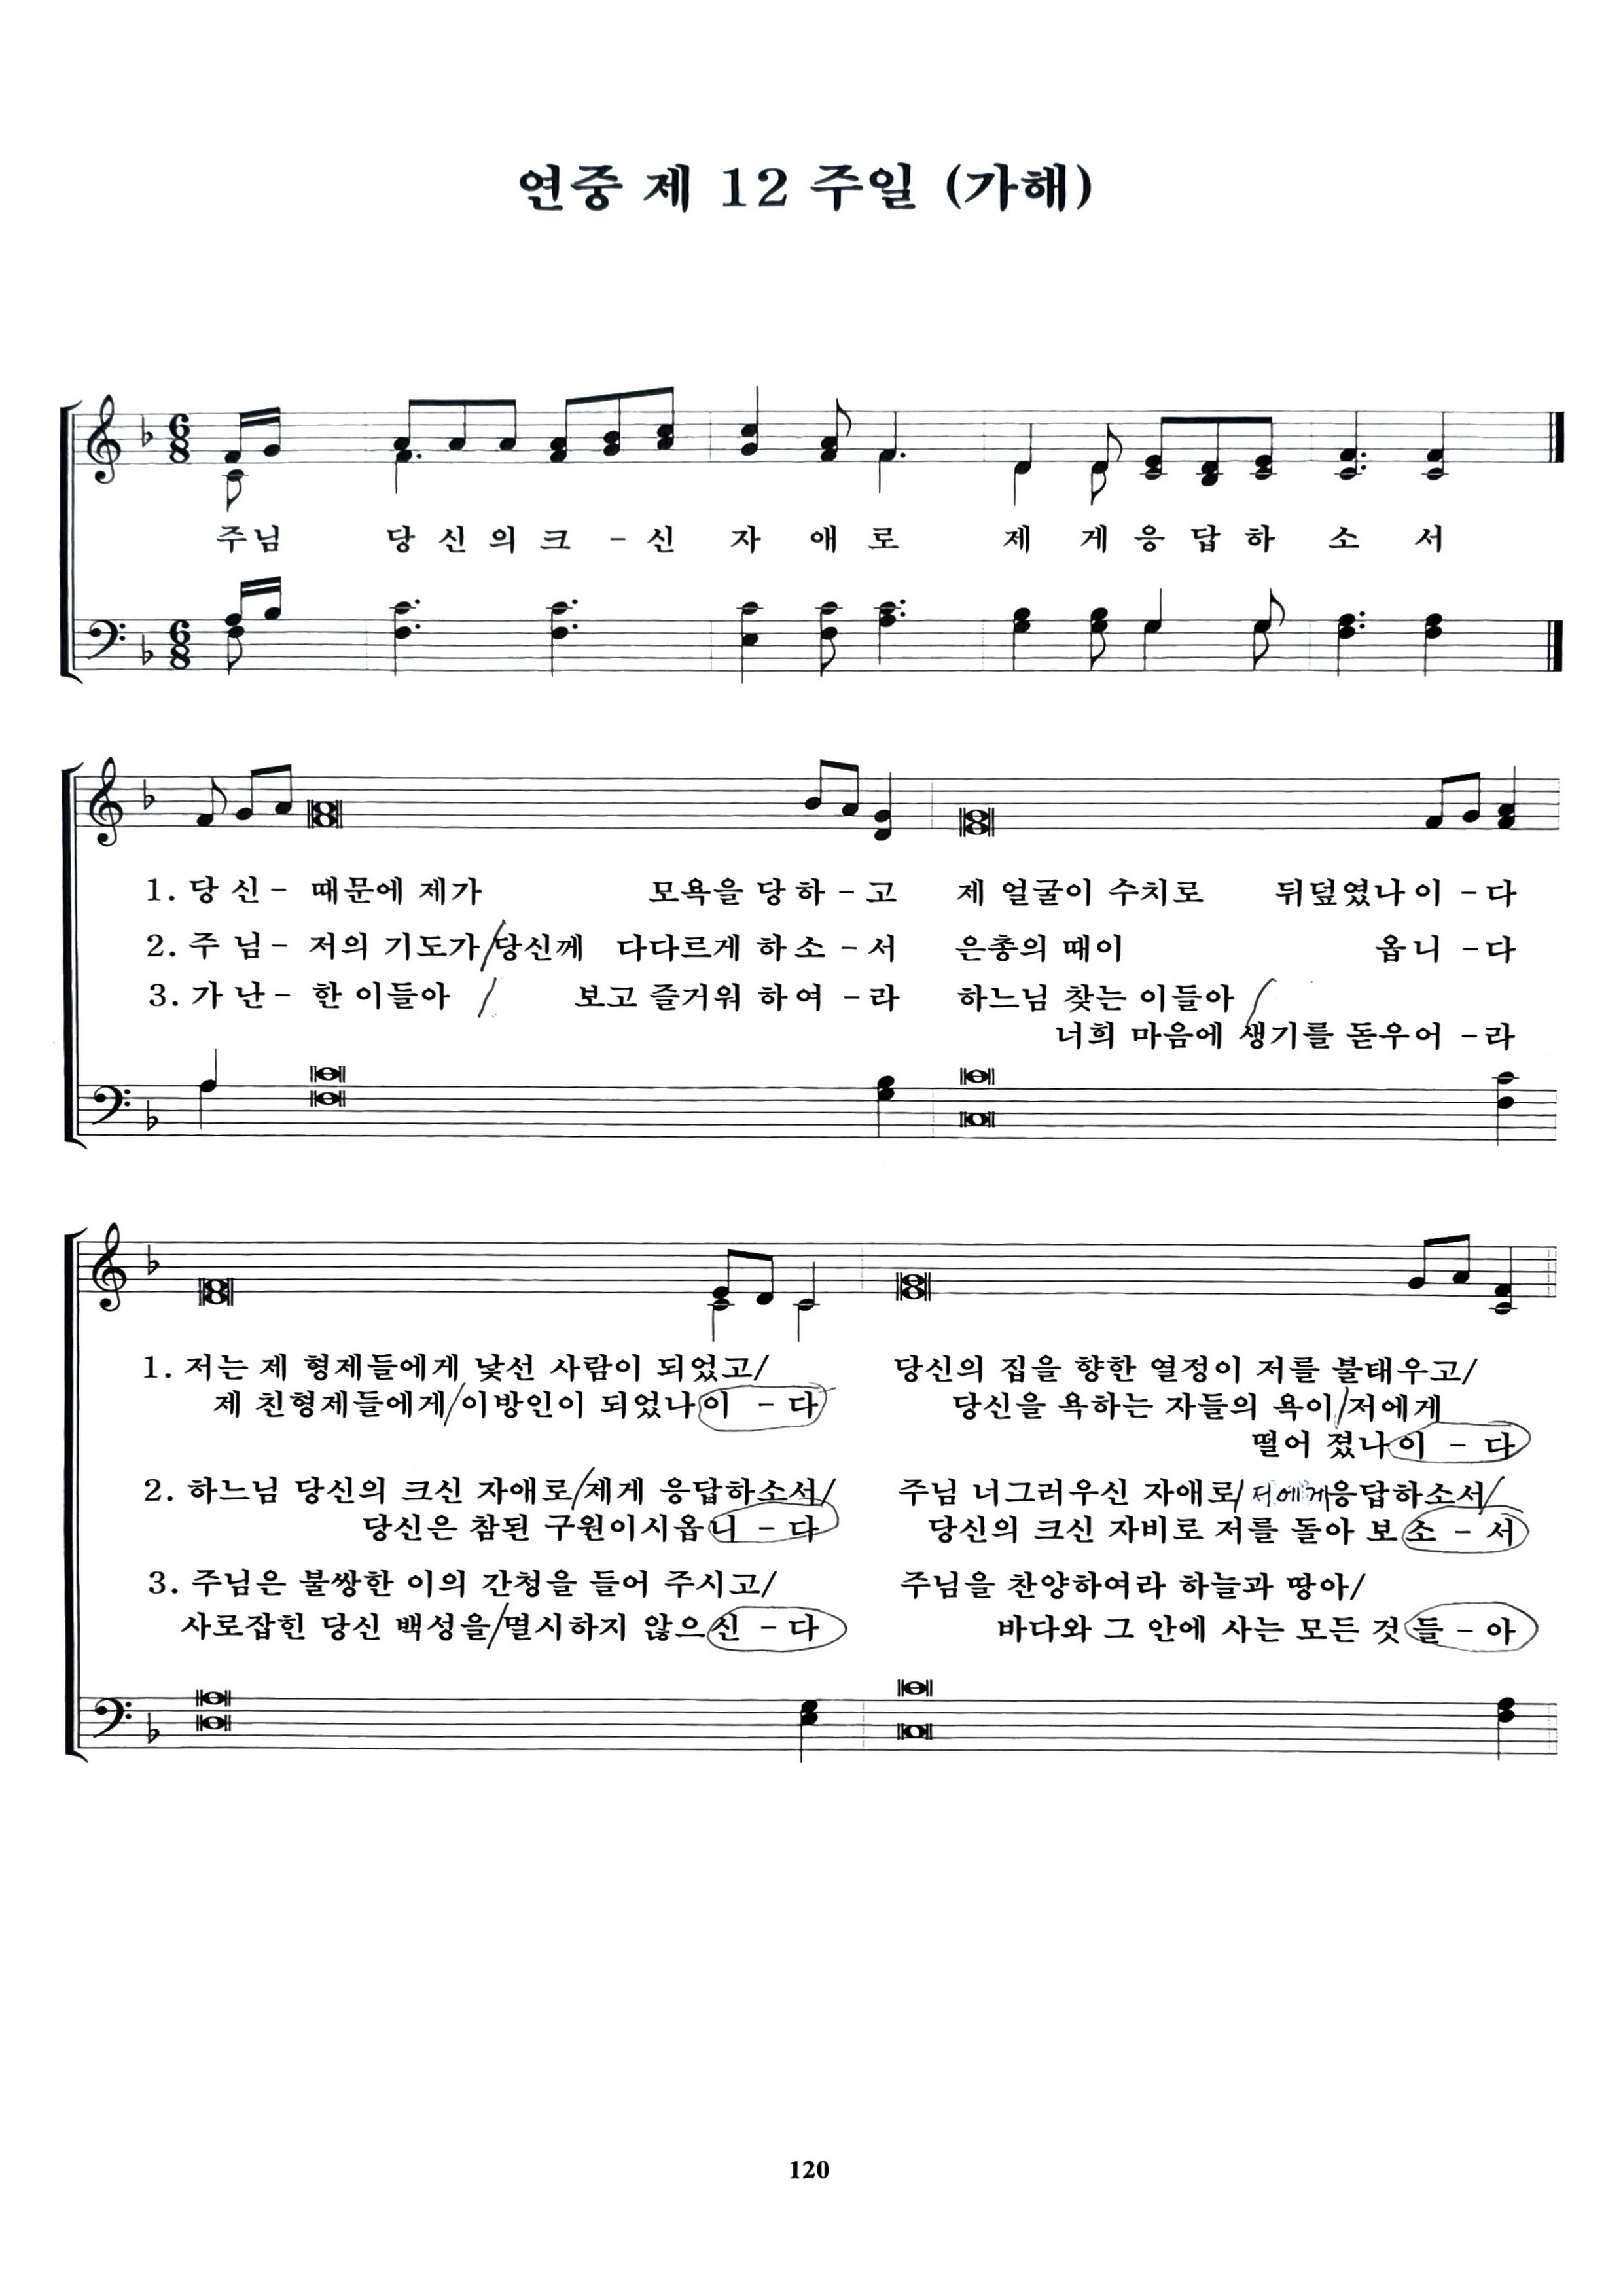 연중 제 12 주일 (가해)
6 8
주님 당 신 의 크 - 신 자 애 로 제 게 응 답 하 소 서
6 8
1. 당 신 - 때문에 제가 모욕을 당 하 - 고 제 얼굴이 수치로 뒤덮였나 이 - 다
2. 주 님 - 저의 기도가/당신께 다다르게 하 소 - 서 은총의 때이 옵 니 - 다
3. 가 난 - 한 이들아 / 보고 즐거워 하 여 - 라 하느님 찾는 이들아 /
너희 마음에 생기를 돋우 어 - 라
1. 저는 제 형제들에게 낯선 사람이 되었고/ 당신의 집을 향한 열정이 저를 불태우고/
제 친형제들에게/이방인이 되었나 이 - 다 당신을 욕하는 자들의 욕이/저에게
떨어 졌나 이 - 다
2. 하느님 당신의 크신 자애로/제게 응답하소서/ 주님 너그러우신 자애로/ 저에게 응답하소서/
당신은 참된 구원이시옵 니 - 다 당신의 크신 자비로 저를 돌아 보 소 - 서
3. 주님은 불쌍한 이의 간청을 들어 주시고/ 주님을 찬양하여라 하늘과 땅아/
사로잡힌 당신 백성을/멸시하지 않으 신 - 다 바다와 그 안에 사는 모든 것 들 - 아
120